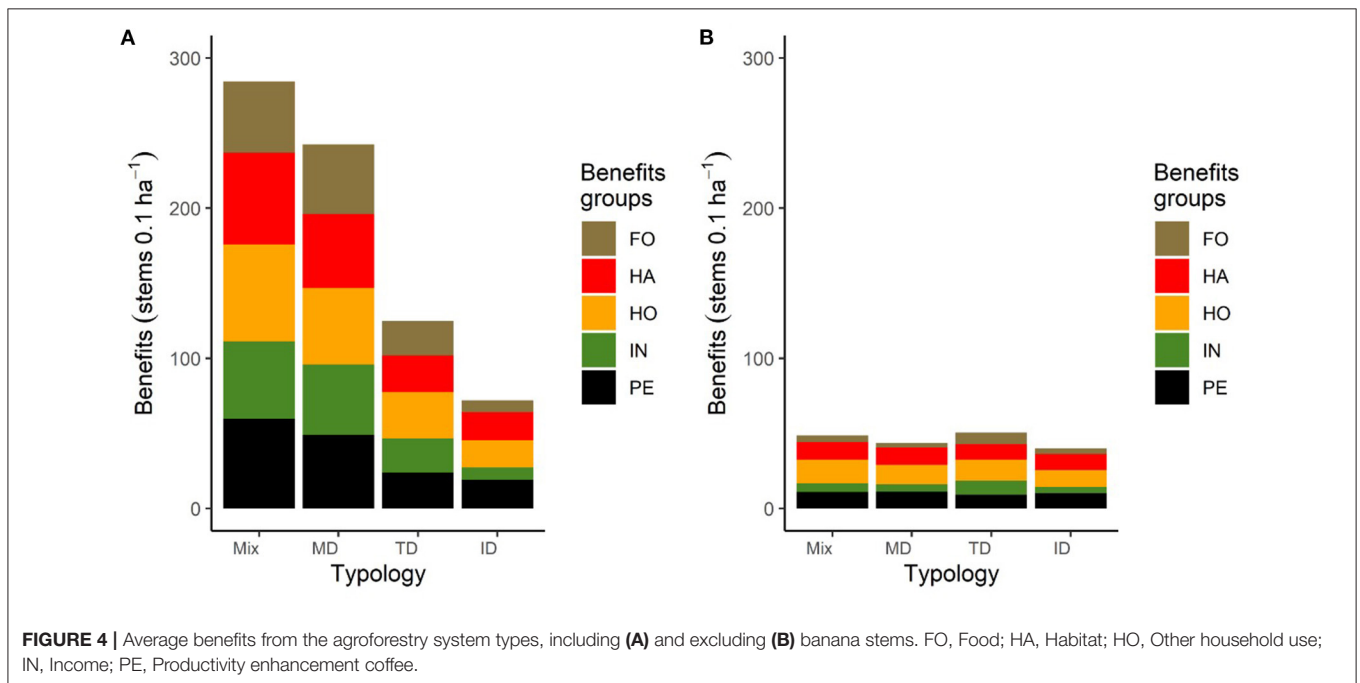 A
300
200
100
0
Benefits (stems 0.1 ha⁻¹)
Mix MD TD ID
Typology
Benefits
groups
FO
HA
HO
IN
PE
B
300
200
100
0
Benefits (stems 0.1 ha⁻¹)
Mix MD TD ID
Typology
Benefits
groups
FO
HA
HO
IN
PE
FIGURE 4 | Average benefits from the agroforestry system types, including (A) and excluding (B) banana stems. FO, Food; HA, Habitat; HO, Other household use;
IN, Income; PE, Productivity enhancement coffee.